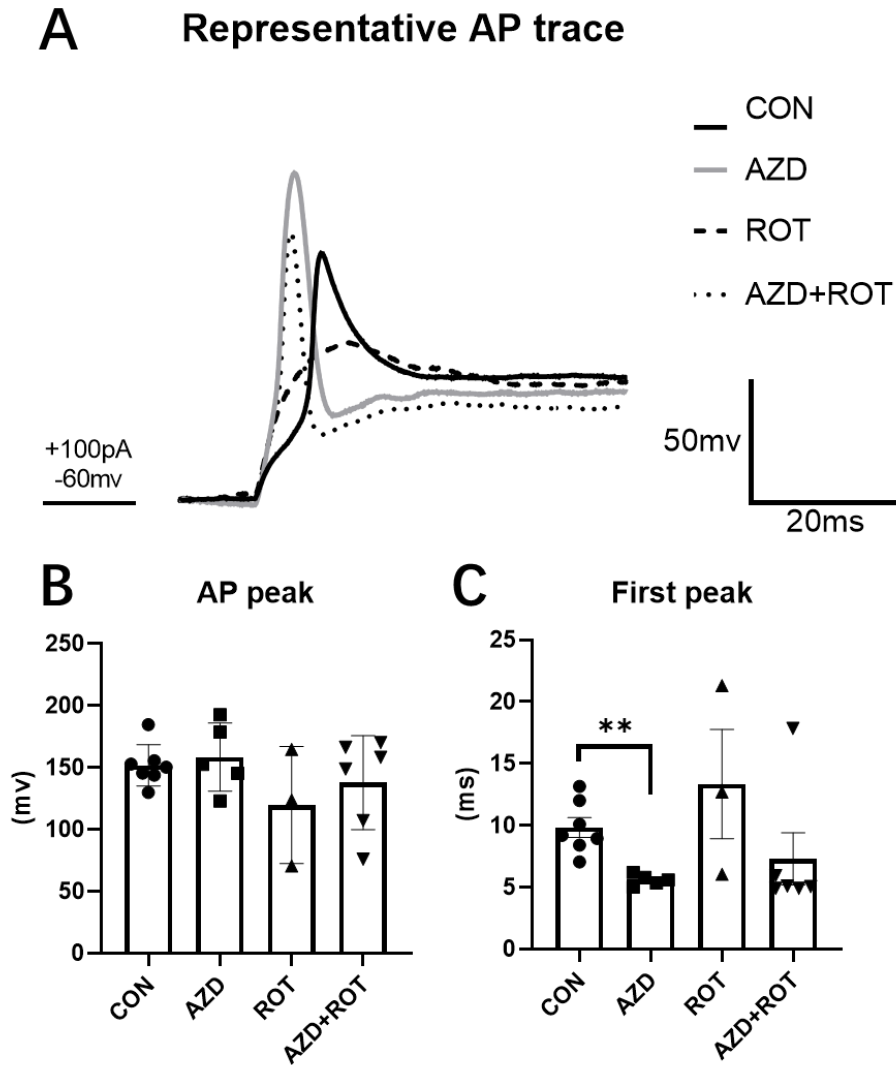 A
Representative AP trace
CON
AZD
ROT
AZD+ROT
+100pA
-60mv
50mv
20ms
B
AP peak
250
200
150
100
50
0
(mv)
CON
AZD
ROT
AZD+ROT
C
First peak
25
20
15
10
5
0
(ms)
**
CON
AZD
ROT
AZD+ROT